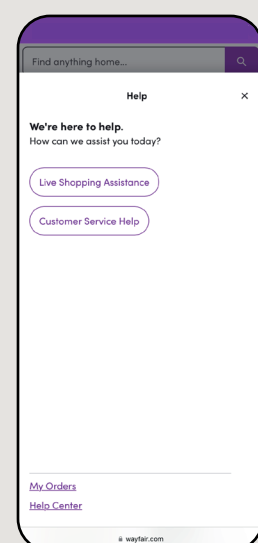 Find anything home...
Help
We're here to help.
How can we assist you today?
Live Shopping Assistance
Customer Service Help
My Orders
Help Center
wayfair.com